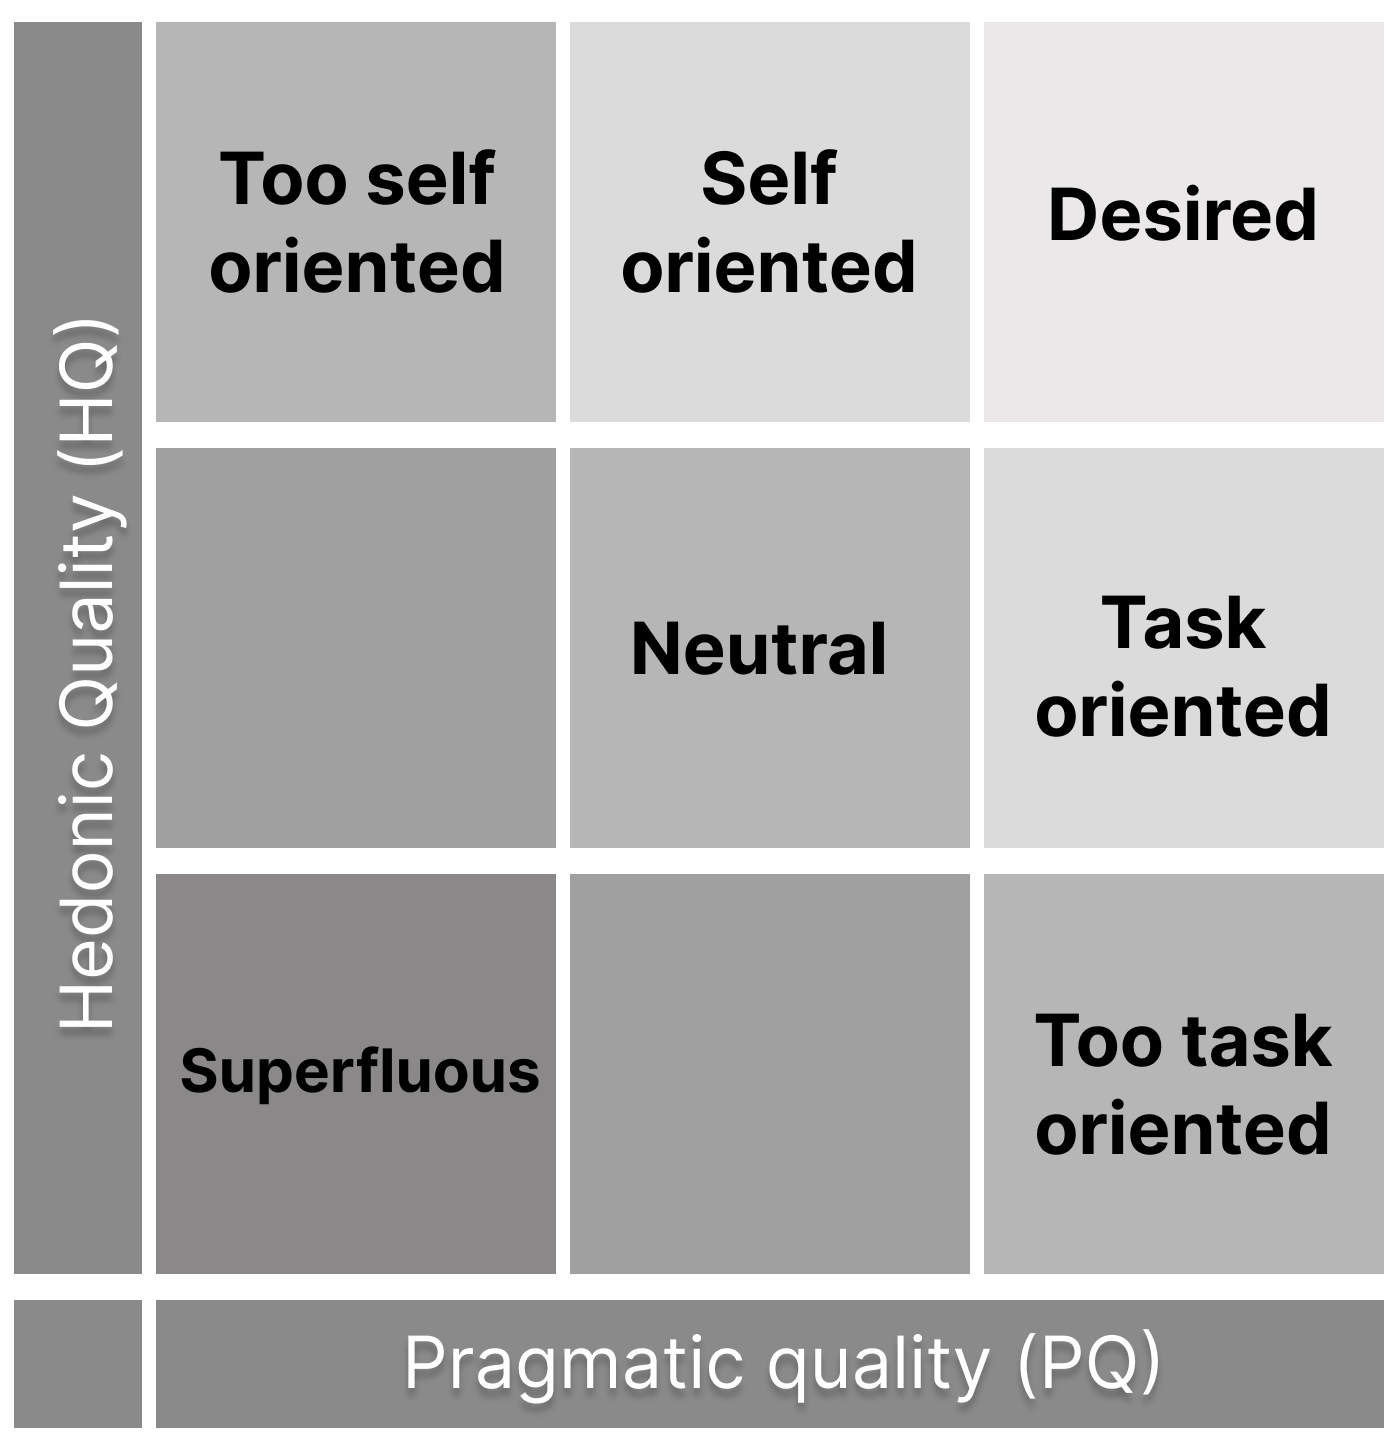 Hedonic Quality (HQ)
Too self
oriented
Self
oriented
Desired
Neutral
Task
oriented
Superfluous
Too task
oriented
Pragmatic quality (PQ)